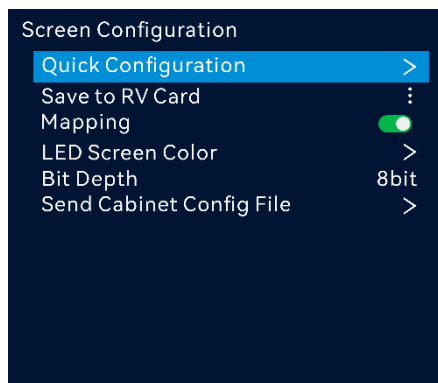 Screen Configuration
Quick Configuration >
Save to RV Card ⋮
Mapping
LED Screen Color >
Bit Depth 8bit
Send Cabinet Config File >